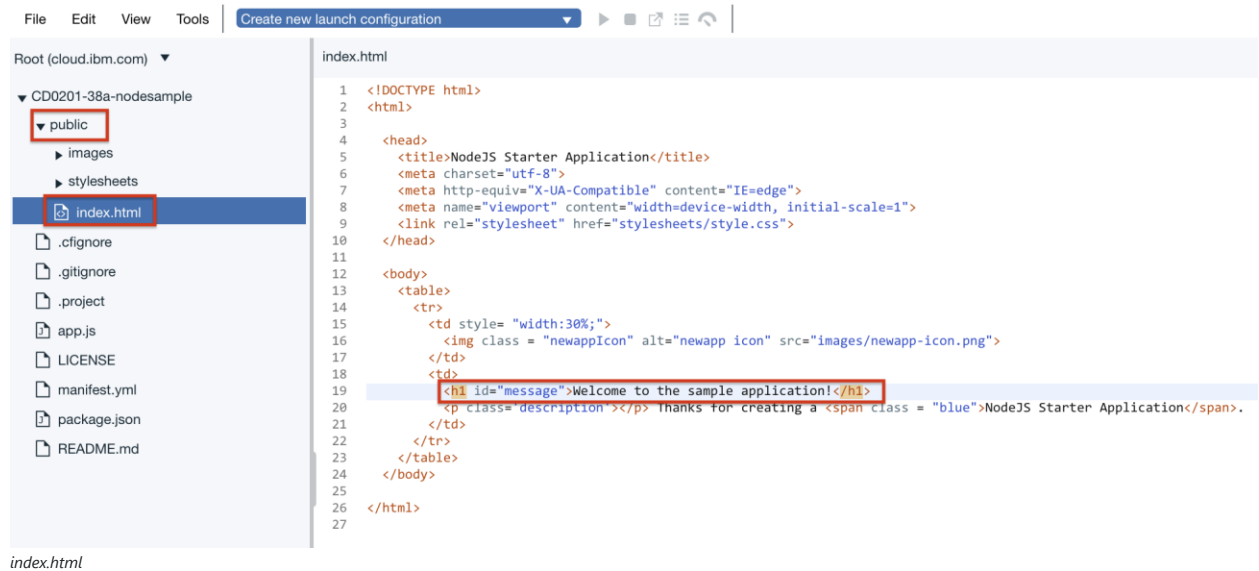 File Edit View Tools Create new launch configuration
Root (cloud.ibm.com)
CD0201-38a-nodesample
public
images
stylesheets
index.html
.cfignore
.gitignore
.project
app.js
LICENSE
manifest.yml
package.json
README.md
index.html
1 <!DOCTYPE html>
2 <html>
3
4 <head>
5 <title>NodeJS Starter Application</title>
6 <meta charset="utf-8">
7 <meta http-equiv="X-UA-Compatible" content="IE=edge">
8 <meta name="viewport" content="width=device-width, initial-scale=1">
9 <link rel="stylesheet" href="stylesheets/style.css">
10 </head>
11
12 <body>
13 <table>
14 <tr>
15 <td style= "width:30%;">
16 <img class = "newappIcon" alt="newapp icon" src="images/newapp-icon.png">
17 </td>
18 <td>
19 <h1 id="message">Welcome to the sample application!</h1>
20 <p class='description'></p> Thanks for creating a <span class = "blue">NodeJS Starter Application</span>.
21 </td>
22 </tr>
23 </table>
24 </body>
25
26 </html>
27
index.html